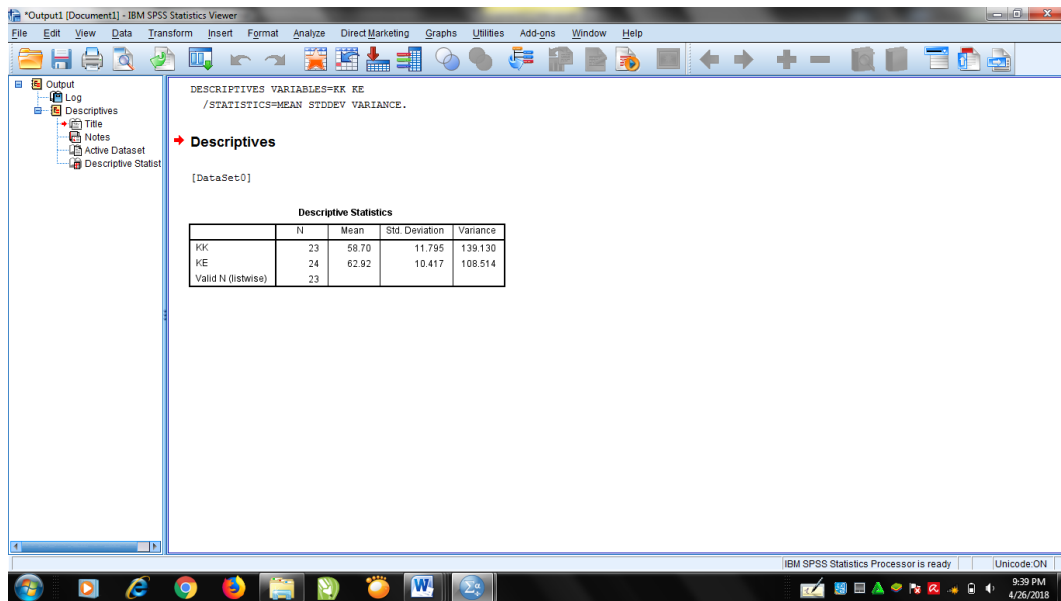 *Output1 [Document1] - IBM SPSS Statistics Viewer
File Edit View Data Transform Insert Format Analyze Direct Marketing Graphs Utilities Add-ons Window Help
Output
Log
Descriptives
Title
Notes
Active Dataset
Descriptive Statist
DESCRIPTIVES VARIABLES=KK KE
/STATISTICS=MEAN STDDEV VARIANCE.
Descriptives
[DataSet0]
Descriptive Statistics
N Mean Std. Deviation Variance
KK 23 58.70 11.795 139.130
KE 24 62.92 10.417 108.514
Valid N (listwise) 23
IBM SPSS Statistics Processor is ready Unicode:ON
9:39 PM
4/26/2018